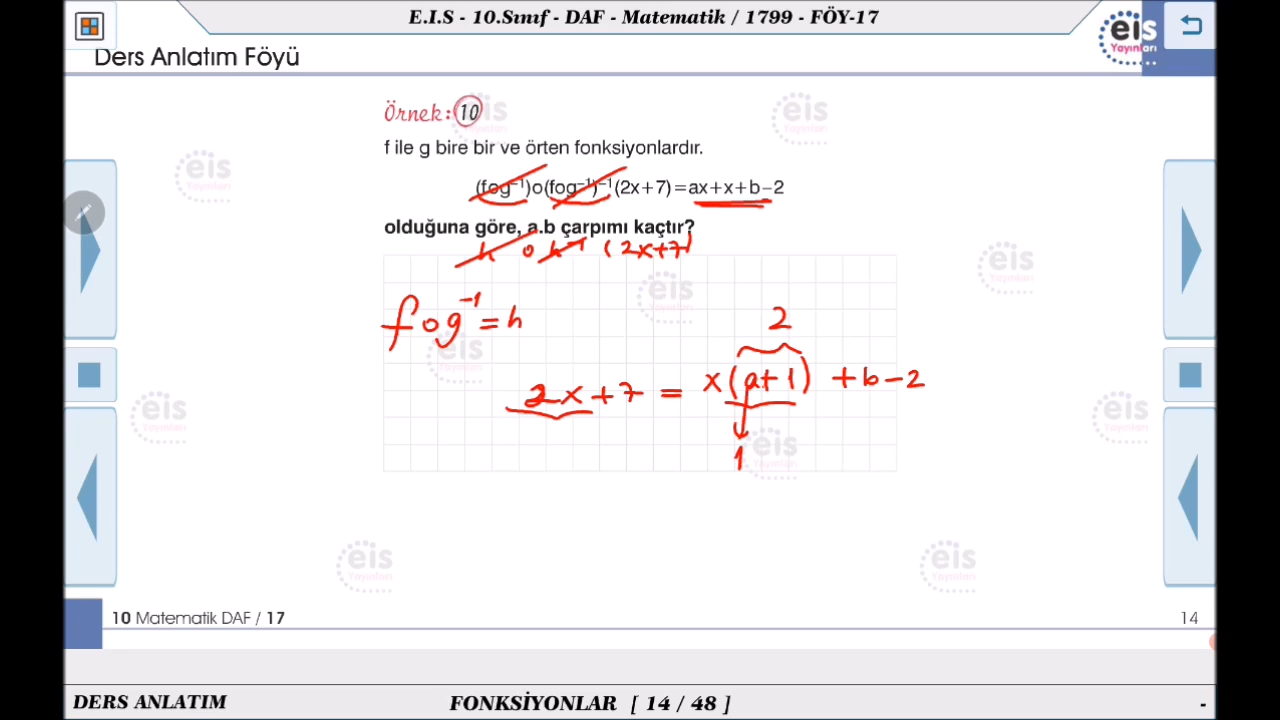 E.I.S - 10.Sınıf - DAF - Matematik / 1799 - FÖY-17
eis
Yayınları
Ders Anlatım Föyü
Örnek: 10
f ile g bire bir ve örten fonksiyonlardır.
(fog⁻¹)o(fog⁻¹)⁻¹(2x+7)=ax+x+b–2
olduğuna göre, a.b çarpımı kaçtır?
h o h⁻¹ (2x+7)
fog⁻¹ = h
2
2x+7 = x(a+1) +b-2
1
10 Matematik DAF / 17
14
DERS ANLATIM
FONKSİYONLAR [ 14 / 48 ]
-